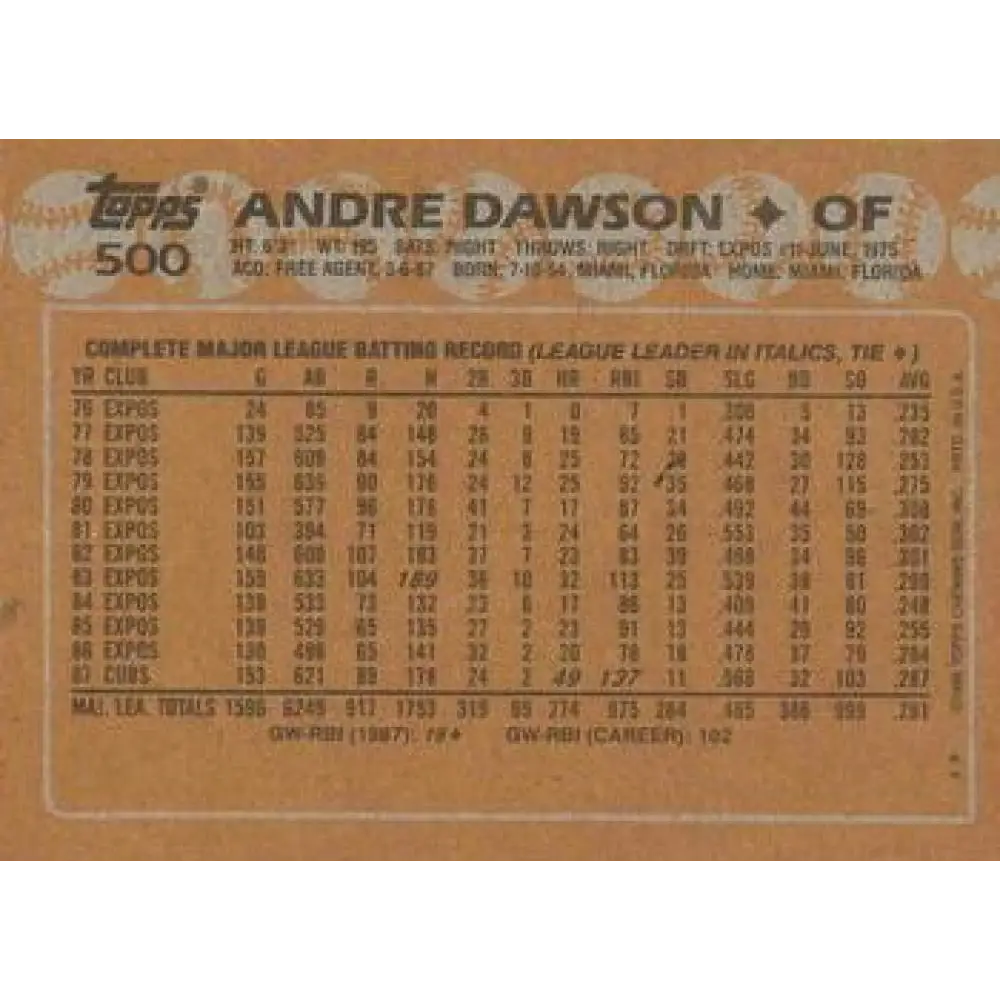 Topps ANDRE DAWSON ✦ OF
500 HT: 6'3" WT: 195 BATS: RIGHT THROWS: RIGHT DRFT: EXPOS #11-JUNE, 1975
ACQ: FREE AGENT, 3-6-87 BORN: 7-10-54, MIAMI, FLORIDA HOME: MIAMI, FLORIDA
COMPLETE MAJOR LEAGUE BATTING RECORD (LEAGUE LEADER IN ITALICS, TIE ✦)
YR CLUB G AB R H 2B 3B HR RBI SB SLG BB SO AVG
76 EXPOS 24 85 9 20 4 1 0 7 1 .306 5 13 .235
77 EXPOS 139 525 64 148 26 9 19 65 21 .474 34 93 .282
78 EXPOS 157 609 84 154 24 8 25 72 28 .442 30 128 .253
79 EXPOS 155 639 90 176 24 12 25 92 35 .468 27 115 .275
80 EXPOS 151 577 96 178 41 7 17 87 34 .492 44 69 .308
81 EXPOS 103 394 71 119 21 3 24 64 26 .553 35 50 .302
82 EXPOS 148 608 107 183 37 7 23 83 39 .498 34 96 .301
83 EXPOS 159 633 104 189 36 10 32 113 25 .539 38 81 .299
84 EXPOS 138 533 73 132 23 6 17 86 13 .409 41 80 .248
85 EXPOS 139 529 65 135 27 2 23 91 13 .444 29 92 .255
86 EXPOS 130 496 65 141 32 2 20 78 18 .478 37 79 .284
87 CUBS 153 621 89 178 24 2 49 137 11 .568 32 103 .287
MAJ. LEA. TOTALS 1596 6249 917 1753 319 69 274 975 264 .485 386 999 .281
GW-RBI (1987): 16✦ GW-RBI (CAREER): 102